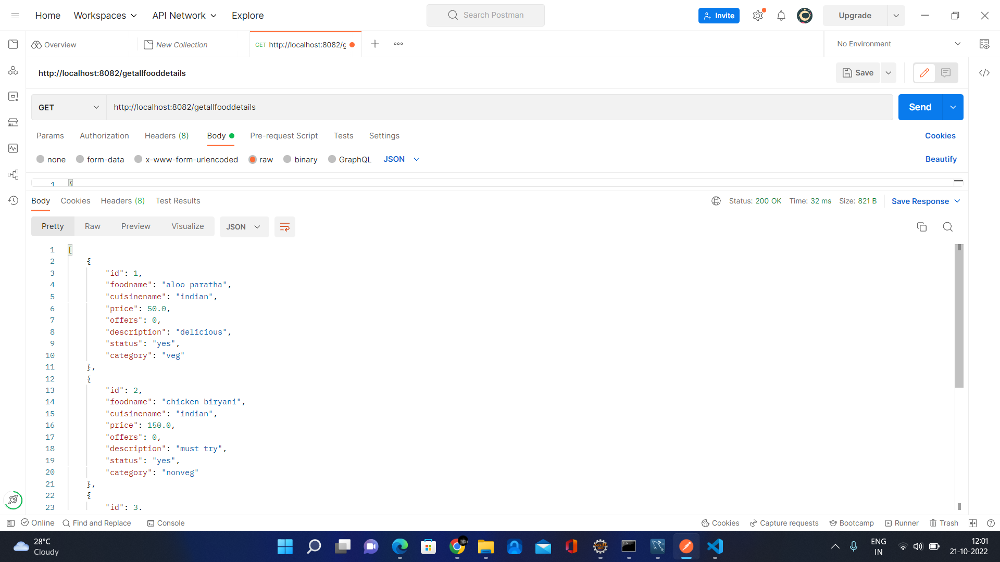 Home Workspaces API Network Explore Search Postman Invite Upgrade
Overview New Collection GET http://localhost:8082/g No Environment
http://localhost:8082/getallfooddetails Save
GET http://localhost:8082/getallfooddetails Send
Params Authorization Headers (8) Body Pre-request Script Tests Settings Cookies
none form-data x-www-form-urlencoded raw binary GraphQL JSON Beautify
1 {
Body Cookies Headers (8) Test Results Status: 200 OK Time: 32 ms Size: 821 B Save Response
Pretty Raw Preview Visualize JSON
1 [
2 {
3 "id": 1,
4 "foodname": "aloo paratha",
5 "cuisinename": "indian",
6 "price": 50.0,
7 "offers": 0,
8 "description": "delicious",
9 "status": "yes",
10 "category": "veg"
11 },
12 {
13 "id": 2,
14 "foodname": "chicken biryani",
15 "cuisinename": "indian",
16 "price": 150.0,
17 "offers": 0,
18 "description": "must try",
19 "status": "yes",
20 "category": "nonveg"
21 },
22 {
23 "id": 3,
Online Find and Replace Console Cookies Capture requests Bootcamp Runner Trash
28°C
Cloudy
ENG
IN
12:01
21-10-2022